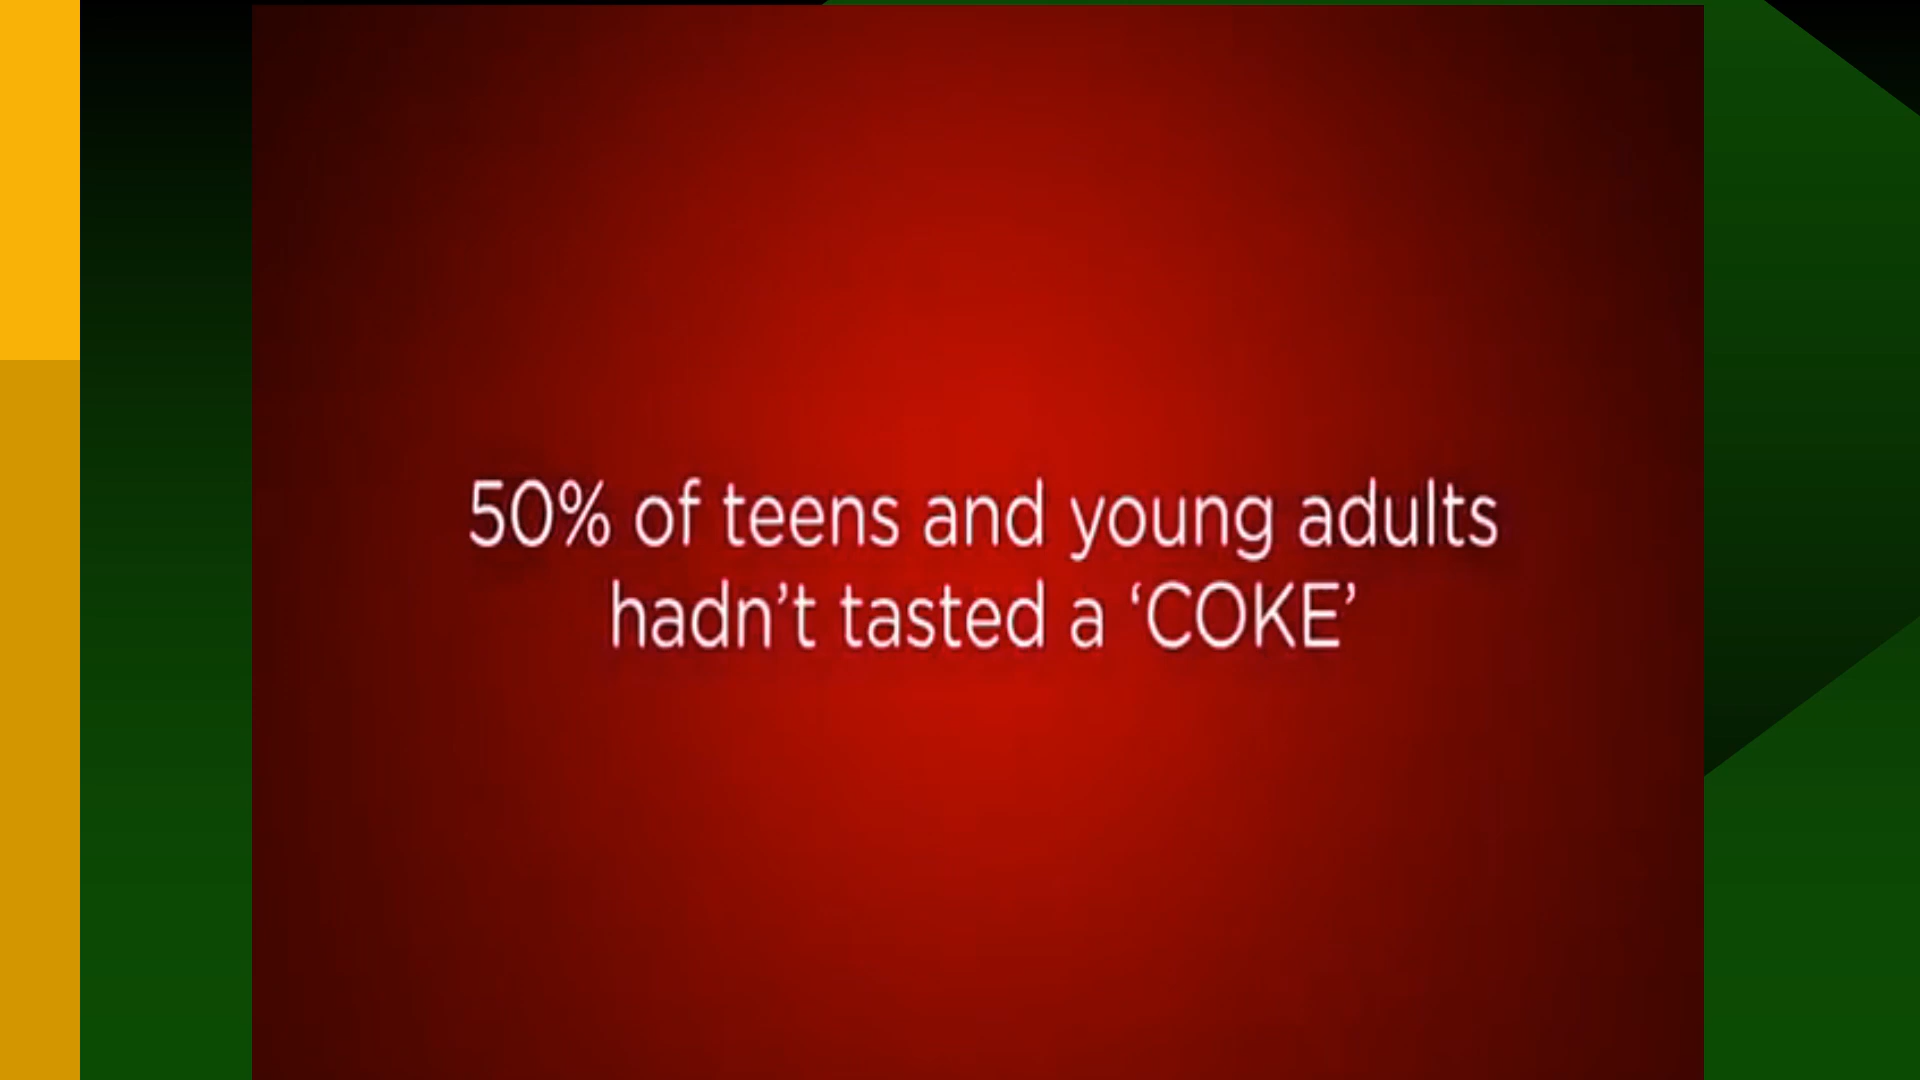 50% of teens and young adults
hadn’t tasted a ‘COKE’